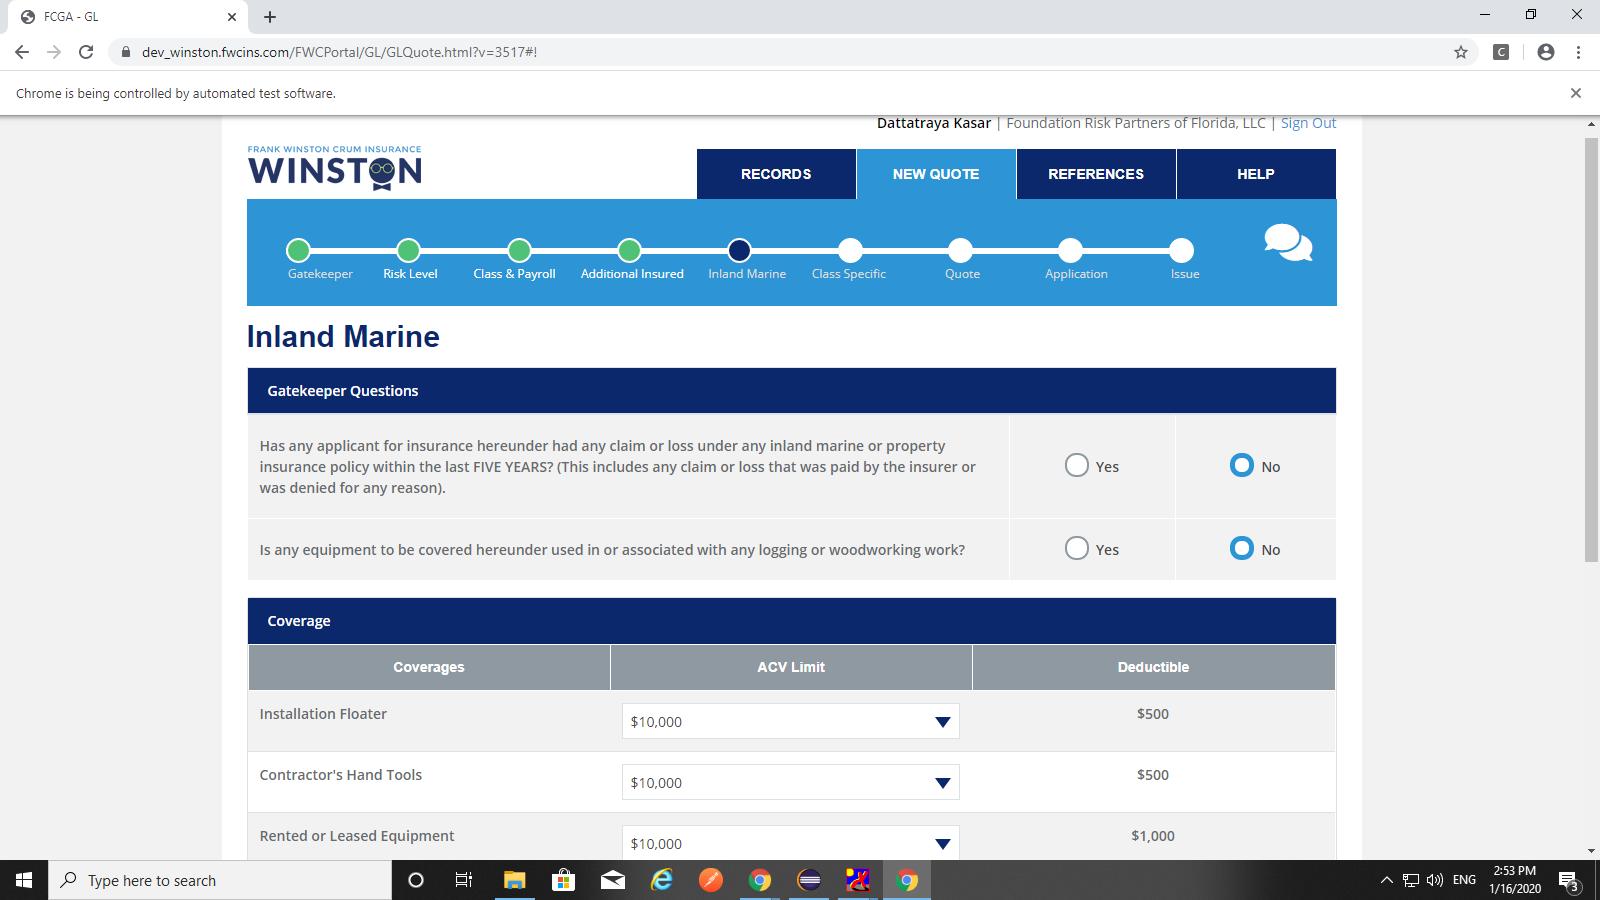 FCGA - GL
dev_winston.fwcins.com/FWCPortal/GL/GLQuote.html?v=3517#!
C
Chrome is being controlled by automated test software.
Dattatraya Kasar | Foundation Risk Partners of Florida, LLC | Sign Out
FRANK WINSTON CRUM INSURANCE
WINSTON
RECORDS
NEW QUOTE
REFERENCES
HELP
Gatekeeper
Risk Level
Class & Payroll
Additional Insured
Inland Marine
Class Specific
Quote
Application
Issue
Inland Marine
Gatekeeper Questions
Has any applicant for insurance hereunder had any claim or loss under any inland marine or property
insurance policy within the last FIVE YEARS? (This includes any claim or loss that was paid by the insurer or
was denied for any reason).
Yes
No
Is any equipment to be covered hereunder used in or associated with any logging or woodworking work?
Yes
No
Coverage
Coverages
ACV Limit
Deductible
Installation Floater
$10,000
$500
Contractor's Hand Tools
$10,000
$500
Rented or Leased Equipment
$10,000
$1,000
Type here to search
ENG
2:53 PM
1/16/2020
3